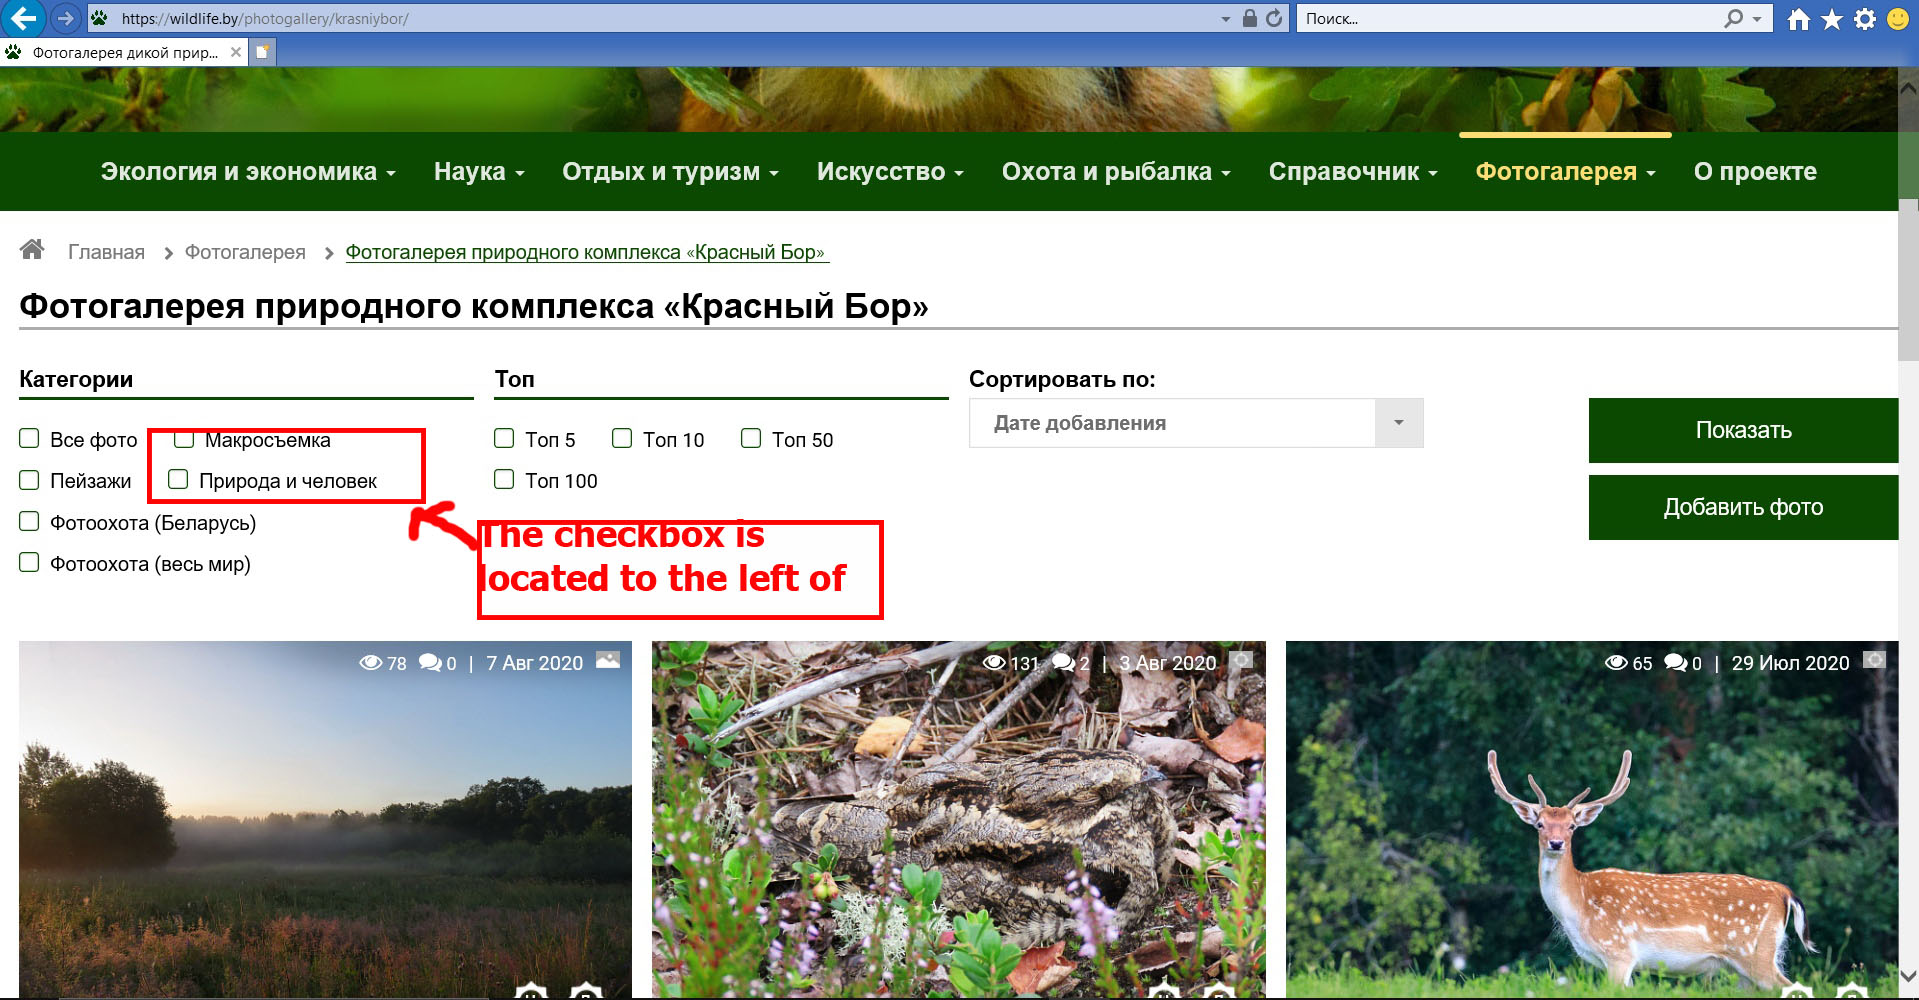 https://wildlife.by/photogallery/krasniybor/
Поиск...
Фотогалерея дикой прир...
Экология и экономика Наука Отдых и туризм Искусство Охота и рыбалка Справочник Фотогалерея О проекте
Главная Фотогалерея Фотогалерея природного комплекса «Красный Бор»
Фотогалерея природного комплекса «Красный Бор»
Категории Топ Сортировать по:
Дате добавления
Показать
Все фото Макросъемка Топ 5 Топ 10 Топ 50
Пейзажи Природа и человек Топ 100
Добавить фото
Фотоохота (Беларусь)
Фотоохота (весь мир)
The checkbox is
located to the left of
78 0 | 7 Авг 2020
131 2 | 3 Авг 2020
65 0 | 29 Июл 2020